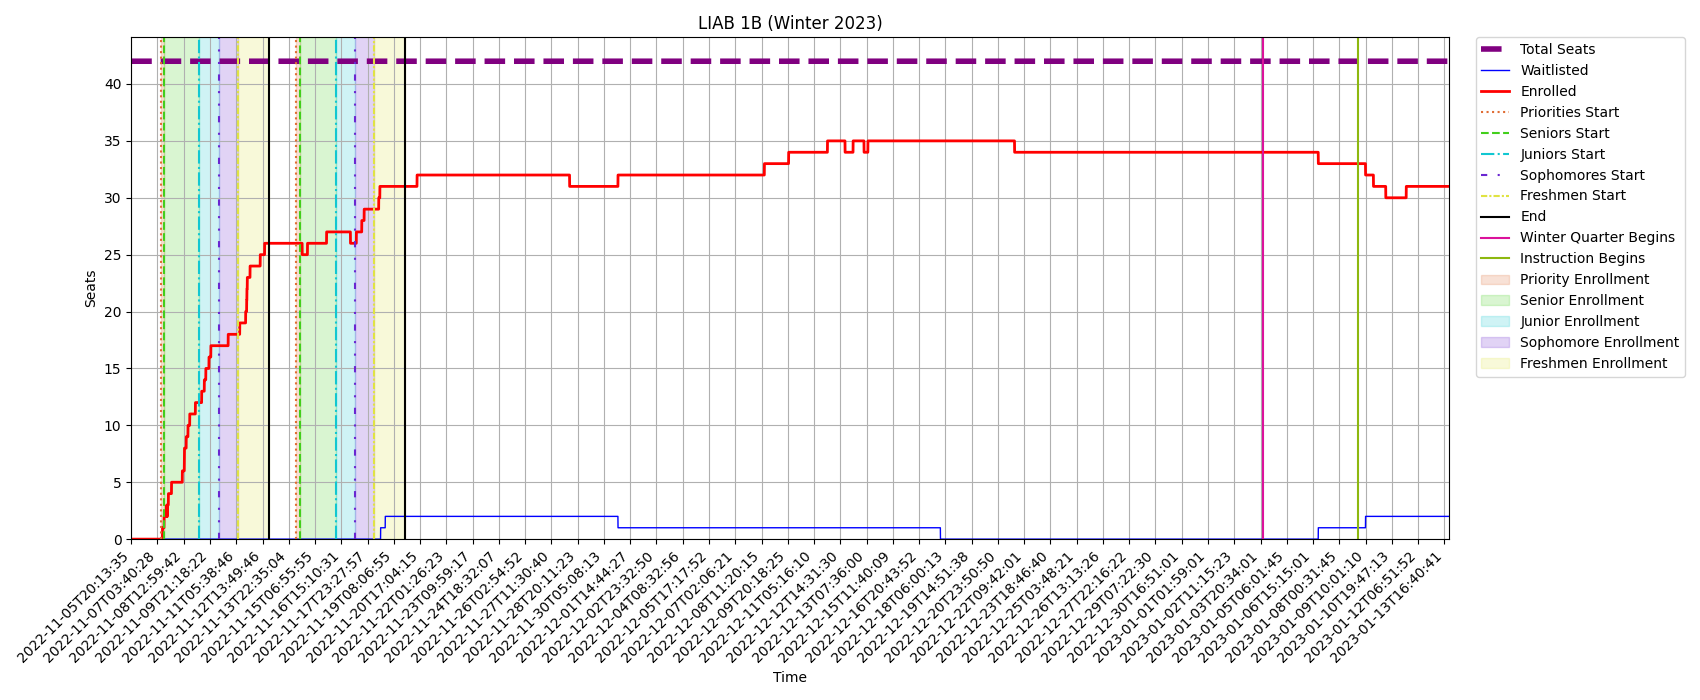 LIAB 1B (Winter 2023)
Seats
40
35
30
25
20
15
10
5
0
2022-11-05T20:13:35
2022-11-07T03:40:28
2022-11-08T12:59:42
2022-11-09T21:18:22
2022-11-11T05:38:46
2022-11-12T13:49:46
2022-11-13T22:35:04
2022-11-15T06:55:55
2022-11-16T15:10:31
2022-11-17T23:27:57
2022-11-19T08:06:55
2022-11-20T17:04:15
2022-11-22T01:26:23
2022-11-23T09:59:17
2022-11-24T18:32:07
2022-11-26T02:54:52
2022-11-27T11:30:40
2022-11-28T20:11:23
2022-11-30T05:08:13
2022-12-01T14:44:27
2022-12-02T23:32:50
2022-12-04T08:32:56
2022-12-05T17:17:52
2022-12-07T02:06:21
2022-12-08T11:20:15
2022-12-09T20:18:25
2022-12-11T05:16:10
2022-12-12T14:31:30
2022-12-13T07:36:00
2022-12-15T11:40:09
2022-12-16T20:43:52
2022-12-18T06:00:13
2022-12-19T14:51:38
2022-12-20T23:50:50
2022-12-22T09:42:01
2022-12-23T18:46:40
2022-12-25T03:48:21
2022-12-26T13:13:26
2022-12-27T22:16:22
2022-12-29T07:22:30
2022-12-30T16:51:01
2023-01-01T01:59:01
2023-01-02T11:15:23
2023-01-03T20:34:01
2023-01-05T06:01:45
2023-01-06T15:15:01
2023-01-08T00:31:45
2023-01-09T10:01:10
2023-01-10T19:47:13
2023-01-12T06:51:52
2023-01-13T16:40:41
Time
Total Seats
Waitlisted
Enrolled
Priorities Start
Seniors Start
Juniors Start
Sophomores Start
Freshmen Start
End
Winter Quarter Begins
Instruction Begins
Priority Enrollment
Senior Enrollment
Junior Enrollment
Sophomore Enrollment
Freshmen Enrollment